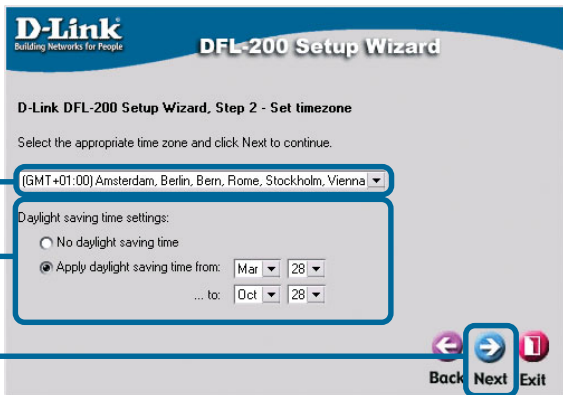 D-Link
Building Networks for People
DFL-200 Setup Wizard
D-Link DFL-200 Setup Wizard, Step 2 - Set timezone
Select the appropriate time zone and click Next to continue.
(GMT+01:00) Amsterdam, Berlin, Bern, Rome, Stockholm, Vienna
Daylight saving time settings:
No daylight saving time
Apply daylight saving time from: Mar 28
... to: Oct 28
Back Next Exit